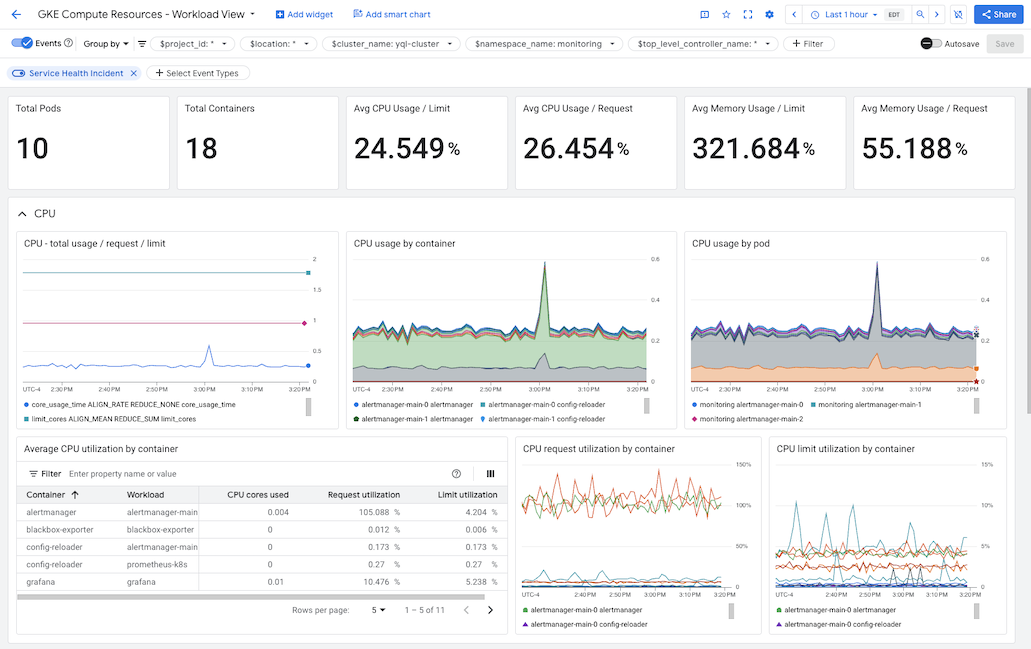 GKE Compute Resources - Workload View
Add widget
Add smart chart
Last 1 hour
EDT
Share
Events
Group by
$project_id: *
$location: *
$cluster_name: yql-cluster
$namespace_name: monitoring
$top_level_controller_name: *
Filter
Autosave
Save
Service Health Incident
Select Event Types
Total Pods
10
Total Containers
18
Avg CPU Usage / Limit
24.549 %
Avg CPU Usage / Request
26.454 %
Avg Memory Usage / Limit
321.684 %
Avg Memory Usage / Request
55.188 %
CPU
CPU - total usage / request / limit
2
1.5
1
0.5
0
UTC-4 2:30 PM 2:40 PM 2:50 PM 3:00 PM 3:10 PM 3:20 PM
core_usage_time ALIGN_RATE REDUCE_NONE core_usage_time
limit_cores ALIGN_MEAN REDUCE_SUM limit_cores
CPU usage by container
0.6
0.4
0.2
0
UTC-4 2:30 PM 2:40 PM 2:50 PM 3:00 PM 3:10 PM 3:20 PM
alertmanager-main-0 alertmanager alertmanager-main-0 config-reloader
alertmanager-main-1 alertmanager alertmanager-main-1 config-reloader
CPU usage by pod
0.6
0.4
0.2
0
UTC-4 2:30 PM 2:40 PM 2:50 PM 3:00 PM 3:10 PM 3:20 PM
monitoring alertmanager-main-0 monitoring alertmanager-main-1
monitoring alertmanager-main-2
Average CPU utilization by container
Filter Enter property name or value
Container Workload CPU cores used Request utilization Limit utilization
alertmanager alertmanager-main 0.004 105.088 % 4.204 %
blackbox-exporter blackbox-exporter 0 0.012 % 0.006 %
config-reloader alertmanager-main 0 0.173 % 0.173 %
config-reloader prometheus-k8s 0 0.27 % 0.27 %
grafana grafana 0.01 10.476 % 5.238 %
Rows per page: 5 1 – 5 of 11
CPU request utilization by container
150%
100%
50%
0
UTC-4 2:40 PM 2:50 PM 3:00 PM 3:10 PM 3:20 PM
alertmanager-main-0 alertmanager
alertmanager-main-0 config-reloader
CPU limit utilization by container
15%
10%
5%
0
UTC-4 2:40 PM 2:50 PM 3:00 PM 3:10 PM 3:20 PM
alertmanager-main-0 alertmanager
alertmanager-main-0 config-reloader